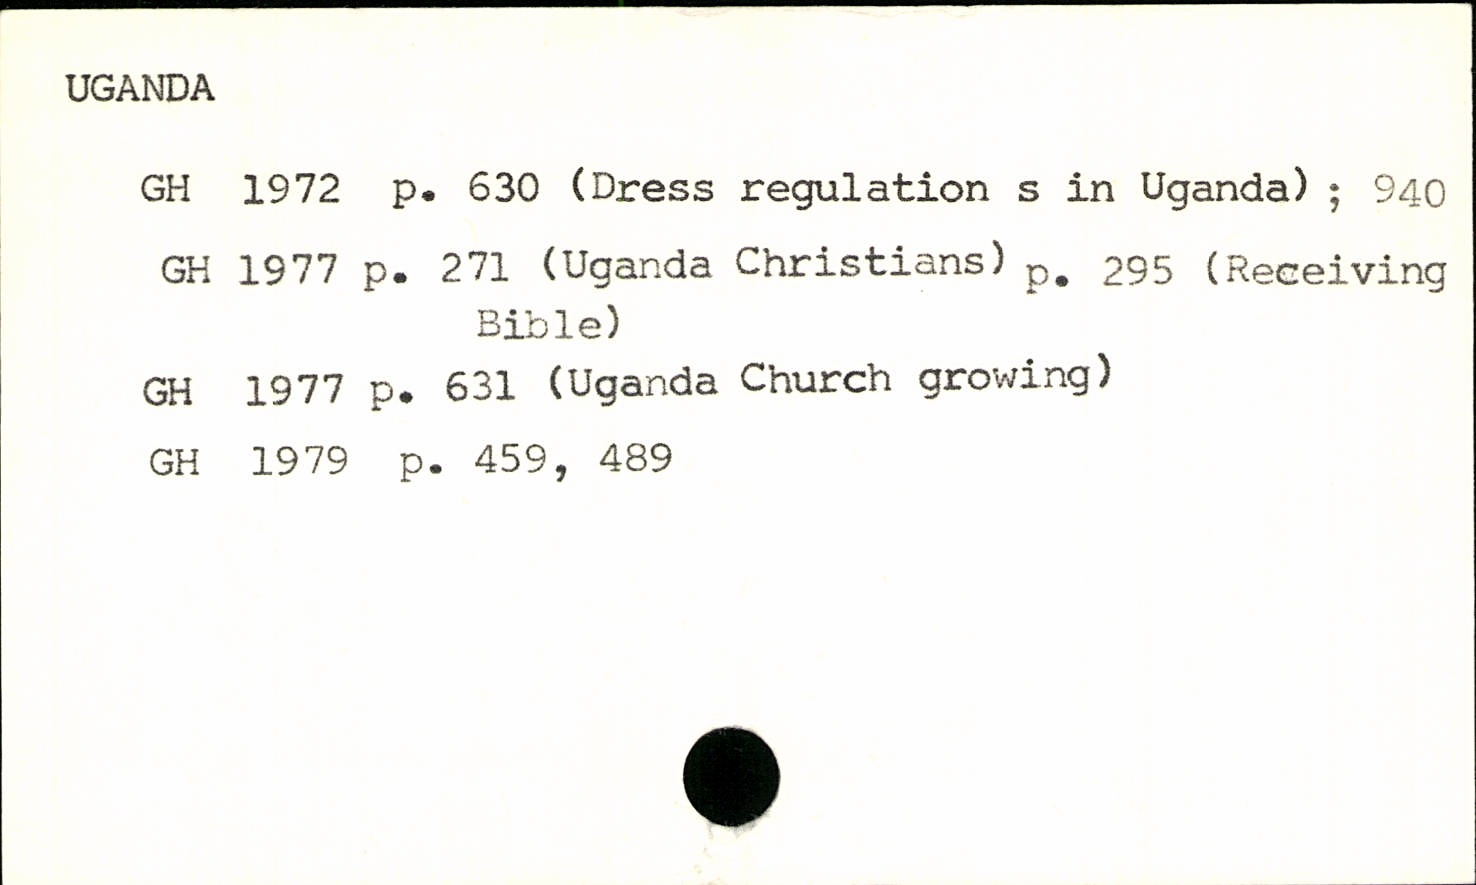 UGANDA
GH 1972 p. 630 (Dress regulation s in Uganda); 940
GH 1977 p. 271 (Uganda Christians) p. 295 (Receiving
Bible)
GH 1977 p. 631 (Uganda Church growing)
GH 1979 p. 459, 489